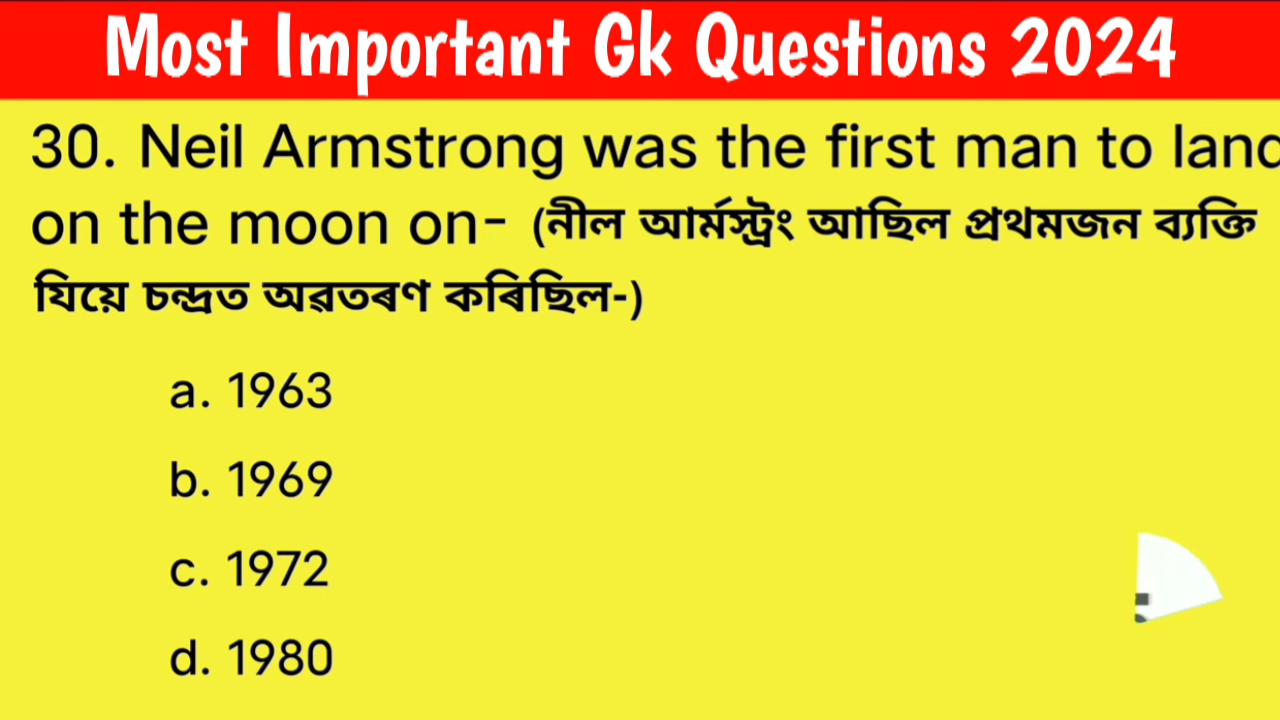 Most Important Gk Questions 2024
30. Neil Armstrong was the first man to land
on the moon on- (নীল আৰ্মস্ট্ৰং আছিল প্ৰথমজন ব্যক্তি
যিয়ে চন্দ্ৰত অৱতৰণ কৰিছিল-)
a. 1963
b. 1969
c. 1972
d. 1980